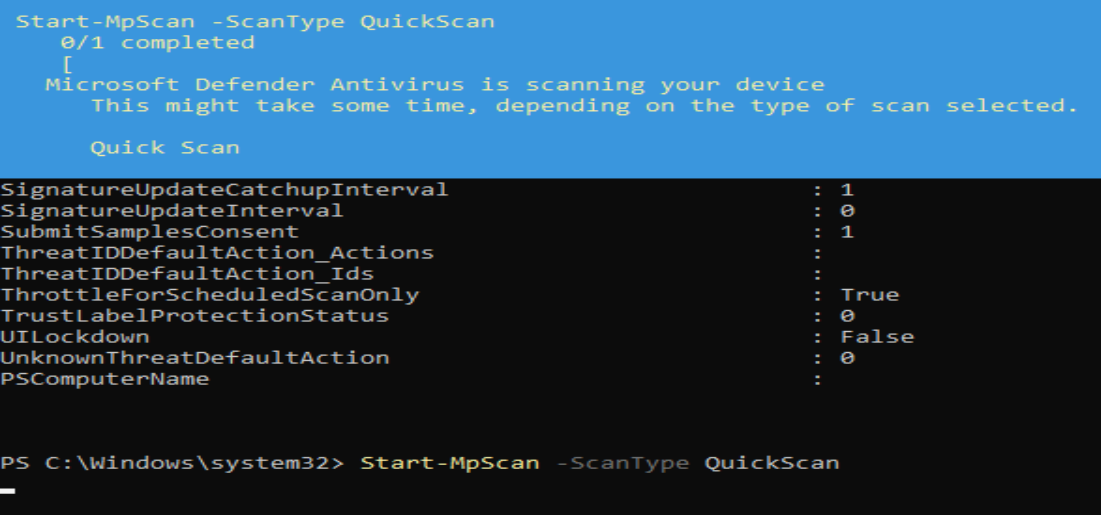 Start-MpScan -ScanType QuickScan
0/1 completed
[
Microsoft Defender Antivirus is scanning your device
This might take some time, depending on the type of scan selected.
Quick Scan
SignatureUpdateCatchupInterval : 1
SignatureUpdateInterval : 0
SubmitSamplesConsent : 1
ThreatIDDefaultAction_Actions :
ThreatIDDefaultAction_Ids :
ThrottleForScheduledScanOnly : True
TrustLabelProtectionStatus : 0
UILockdown : False
UnknownThreatDefaultAction : 0
PSComputerName :
PS C:\Windows\system32> Start-MpScan -ScanType QuickScan